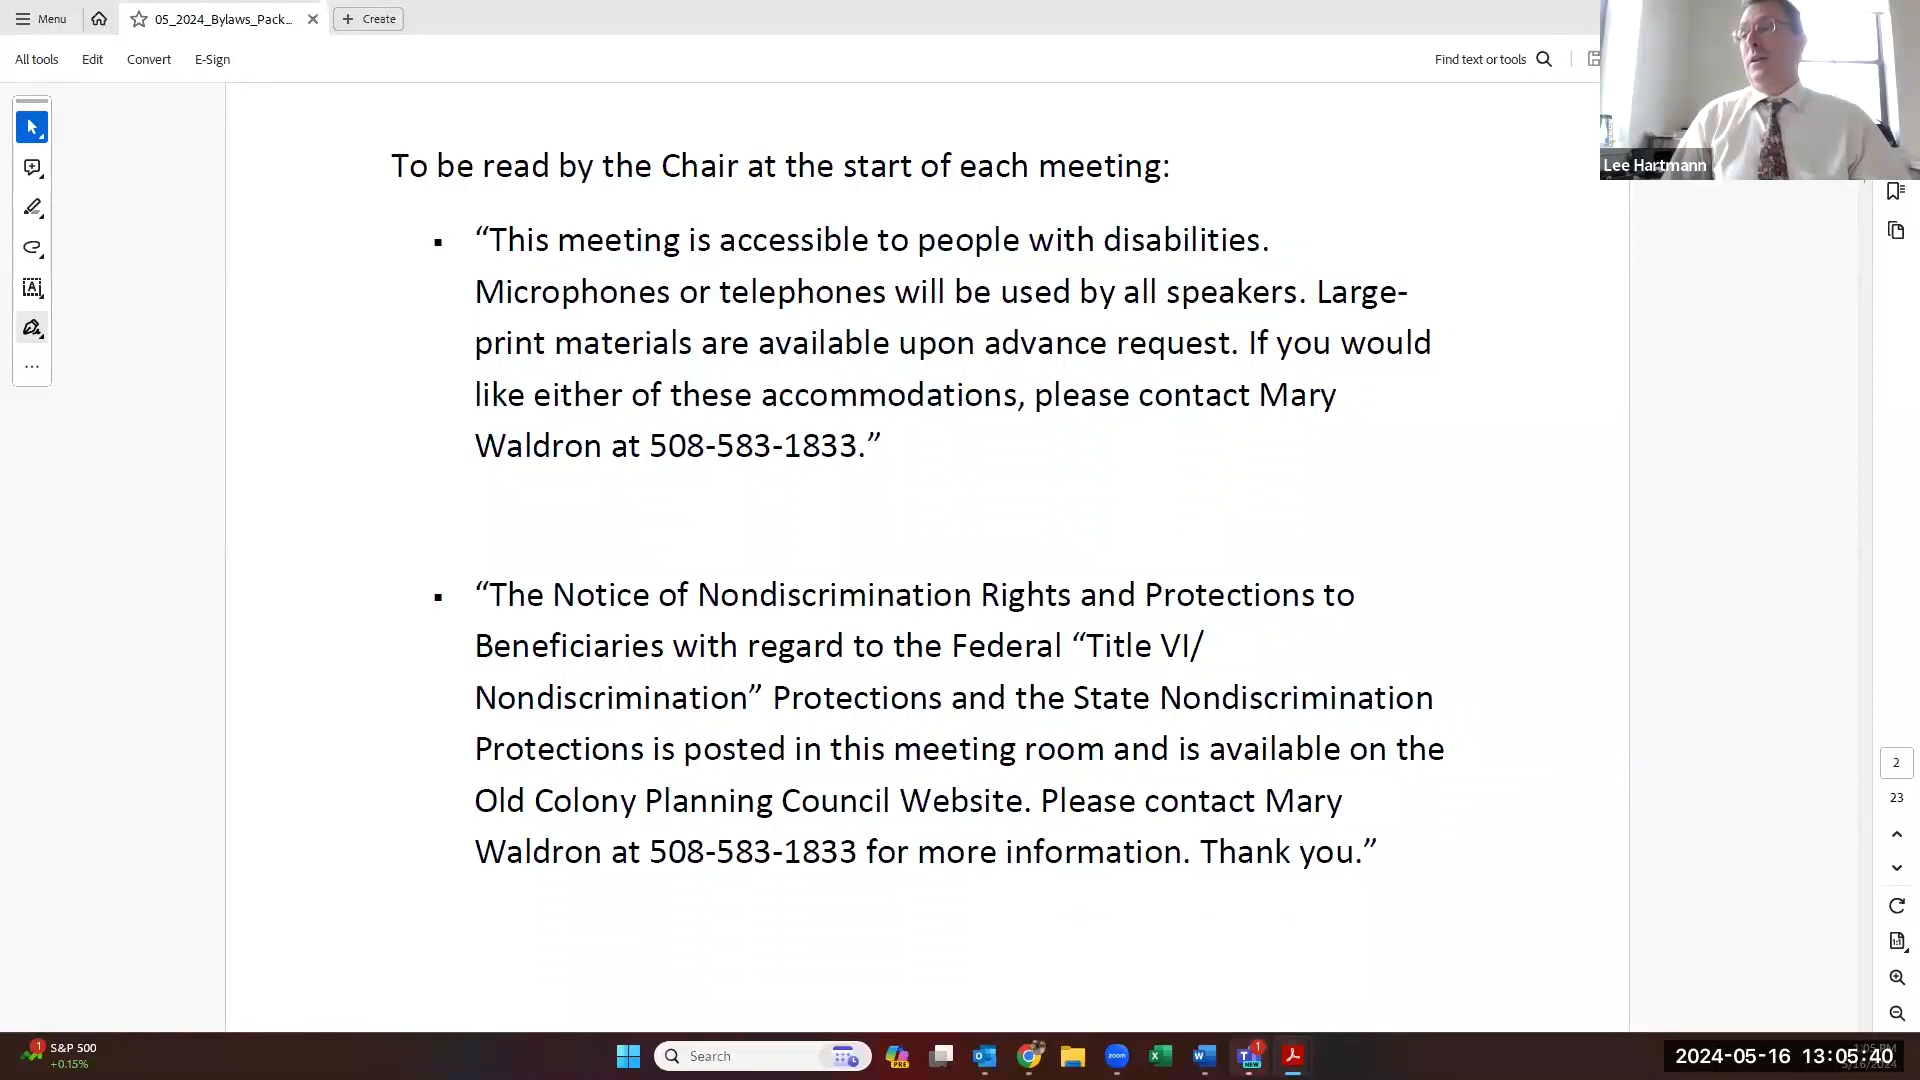 Menu
05_2024_Bylaws_Pack...
Create
All tools
Edit
Convert
E-Sign
Find text or tools
Lee Hartmann
To be read by the Chair at the start of each meeting:
▪ “This meeting is accessible to people with disabilities.
Microphones or telephones will be used by all speakers. Large-
print materials are available upon advance request. If you would
like either of these accommodations, please contact Mary
Waldron at 508-583-1833.”
▪ “The Notice of Nondiscrimination Rights and Protections to
Beneficiaries with regard to the Federal “Title VI/
Nondiscrimination” Protections and the State Nondiscrimination
Protections is posted in this meeting room and is available on the
Old Colony Planning Council Website. Please contact Mary
Waldron at 508-583-1833 for more information. Thank you.”
2
23
1
S&P 500
+0.15%
Search
PRE
zoom
1
NEW
2024-05-16 13:05:40